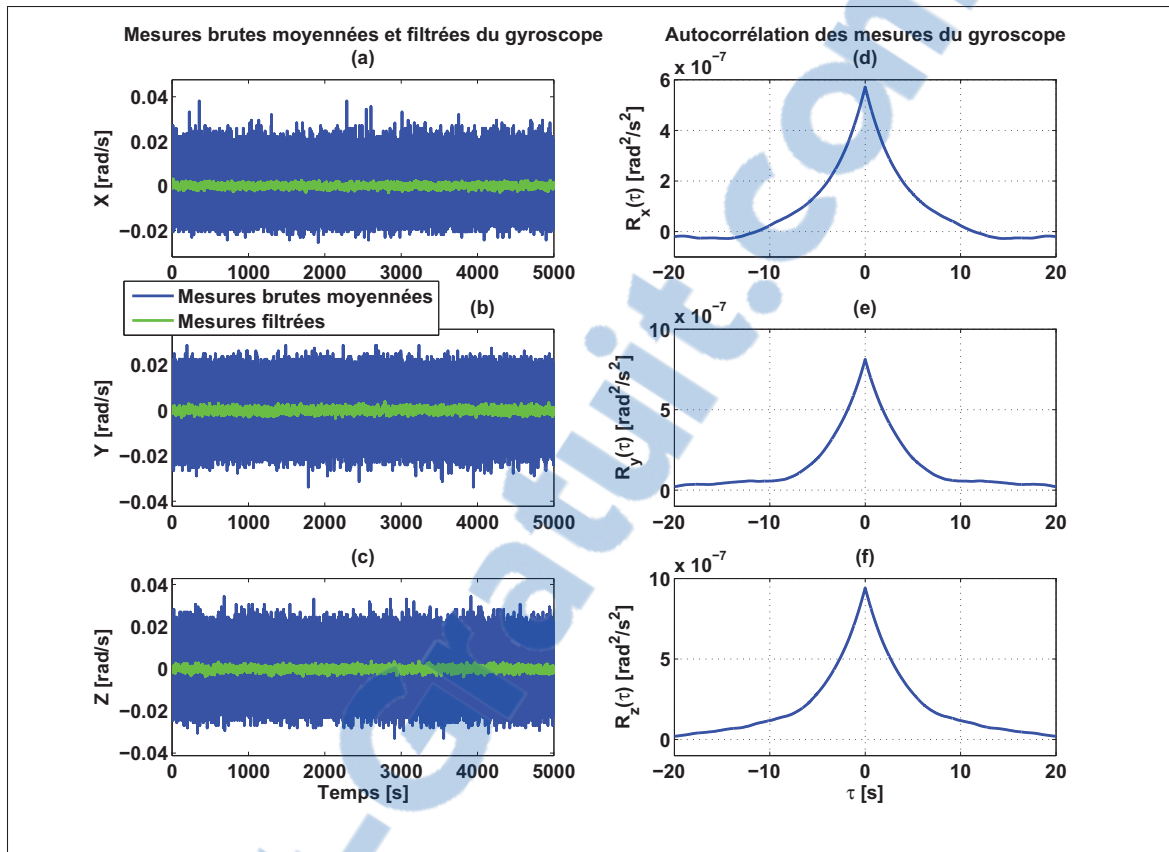 Mesures brutes moyennées et filtrées du gyroscope
(a)
0.04
0.02
0
−0.02
X [rad/s]
0 1000 2000 3000 4000 5000
Mesures brutes moyennées
Mesures filtrées
(b)
0.02
0
−0.02
−0.04
Y [rad/s]
0 1000 2000 3000 4000 5000
(c)
0.04
0.02
0
−0.02
−0.04
Z [rad/s]
0 1000 2000 3000 4000 5000
Temps [s]
Autocorrélation des mesures du gyroscope
(d)
x 10⁻⁷
6
4
2
0
Rₓ(τ) [rad²/s²]
−20 −10 0 10 20
(e)
x 10⁻⁷
10
5
0
R_y(τ) [rad²/s²]
−20 −10 0 10 20
(f)
x 10⁻⁷
10
5
0
R_z(τ) [rad²/s²]
−20 −10 0 10 20
τ [s]
-Gratuit.com